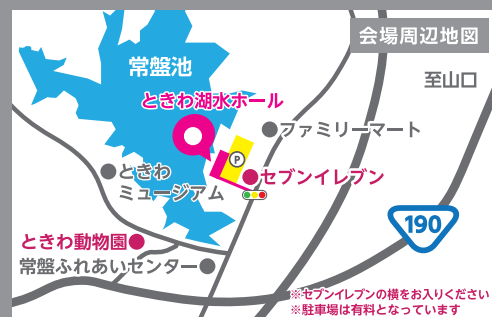 会場周辺地図
常盤池
至山口
ときわ湖水ホール
ファミリーマート
P
ときわ
ミュージアム
セブンイレブン
190
ときわ動物園
常盤ふれあいセンター
※セブンイレブンの横をお入りください
※駐車場は有料となっています